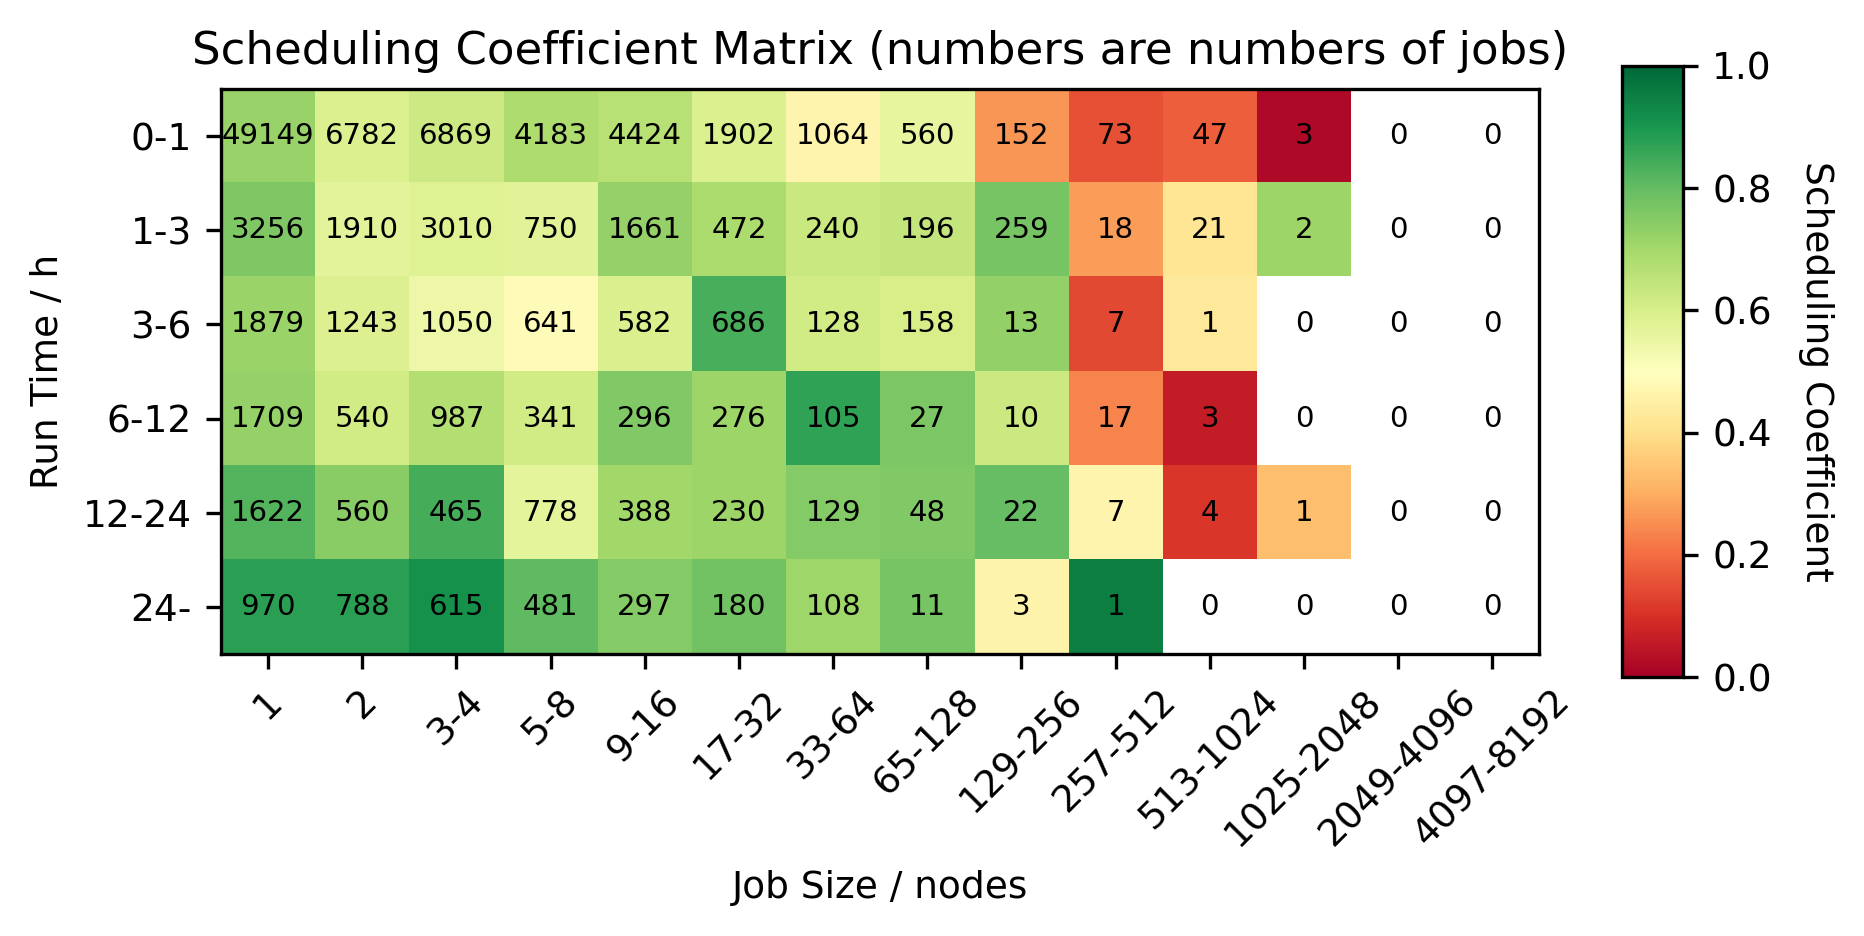 Scheduling Coefficient Matrix (numbers are numbers of jobs)
0-1 49149 6782 6869 4183 4424 1902 1064 560 152 73 47 3 0 0
1-3 3256 1910 3010 750 1661 472 240 196 259 18 21 2 0 0
3-6 1879 1243 1050 641 582 686 128 158 13 7 1 0 0 0
6-12 1709 540 987 341 296 276 105 27 10 17 3 0 0 0
12-24 1622 560 465 778 388 230 129 48 22 7 4 1 0 0
24- 970 788 615 481 297 180 108 11 3 1 0 0 0 0
Run Time / h
1 2 3-4 5-8 9-16 17-32 33-64 65-128 129-256 257-512 513-1024 1025-2048 2049-4096 4097-8192
Job Size / nodes
1.0
0.8
0.6
0.4
0.2
0.0
Scheduling Coefficient